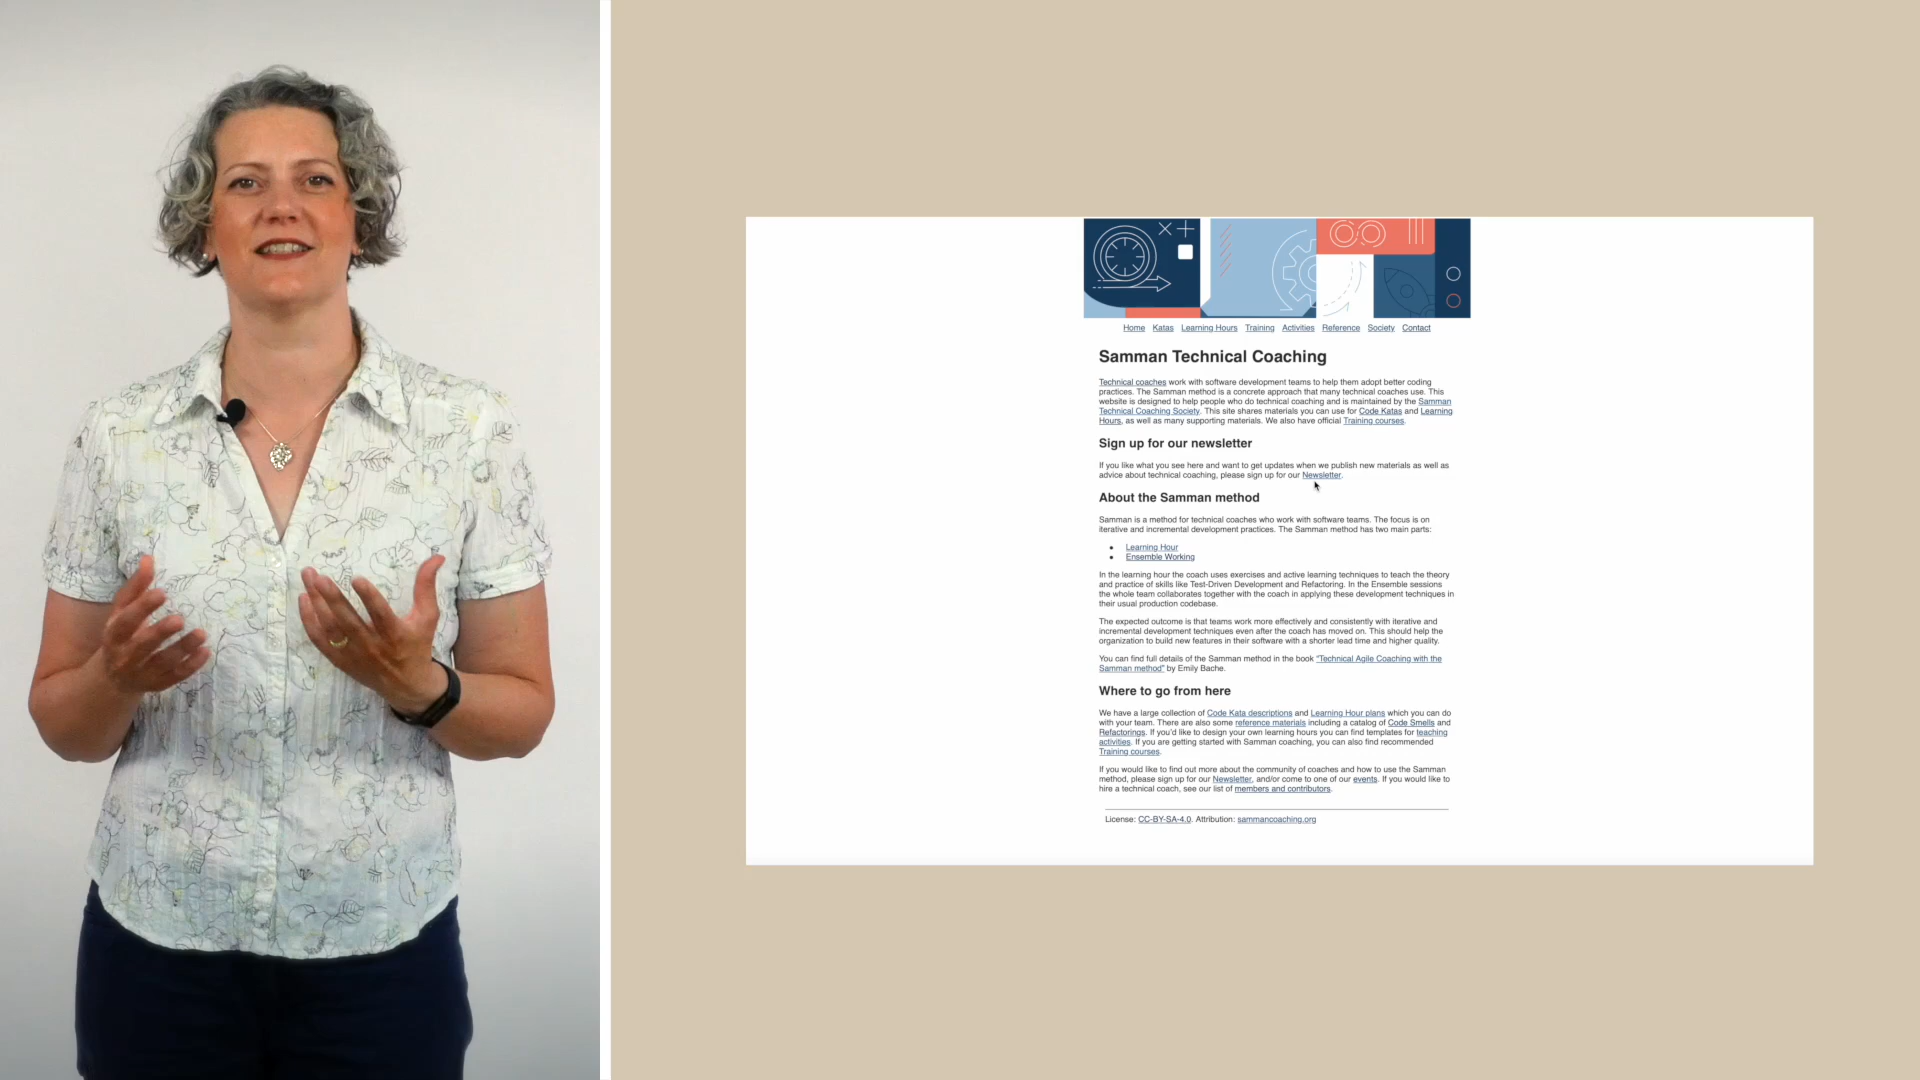 Home Katas Learning Hours Training Activities Reference Society Contact
Samman Technical Coaching
Technical coaches work with software development teams to help them adopt better coding
practices. The Samman method is a concrete approach that many technical coaches use. This
website is designed to help people who do technical coaching and is maintained by the Samman
Technical Coaching Society. This site shares materials you can use for Code Katas and Learning
Hours, as well as many supporting materials. We also have official Training courses.
Sign up for our newsletter
If you like what you see here and want to get updates when we publish new materials as well as
advice about technical coaching, please sign up for our Newsletter.
About the Samman method
Samman is a method for technical coaches who work with software teams. The focus is on
iterative and incremental development practices. The Samman method has two main parts:
• Learning Hour
• Ensemble Working
In the learning hour the coach uses exercises and active learning techniques to teach the theory
and practice of skills like Test-Driven Development and Refactoring. In the Ensemble sessions
the whole team collaborates together with the coach in applying these development techniques in
their usual production codebase.
The expected outcome is that teams work more effectively and consistently with iterative and
incremental development techniques even after the coach has moved on. This should help the
organization to build new features in their software with a shorter lead time and higher quality.
You can find full details of the Samman method in the book "Technical Agile Coaching with the
Samman method" by Emily Bache.
Where to go from here
We have a large collection of Code Kata descriptions and Learning Hour plans which you can do
with your team. There are also some reference materials including a catalog of Code Smells and
Refactorings. If you'd like to design your own learning hours you can find templates for teaching
activities. If you are getting started with Samman coaching, you can also find recommended
Training courses.
If you would like to find out more about the community of coaches and how to use the Samman
method, please sign up for our Newsletter, and/or come to one of our events. If you would like to
hire a technical coach, see our list of members and contributors.
License: CC-BY-SA-4.0. Attribution: sammancoaching.org